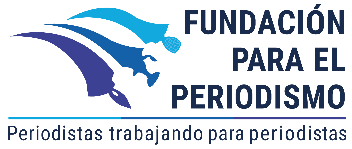 FUNDACIÓN
PARA EL
PERIODISMO
Periodistas trabajando para periodistas